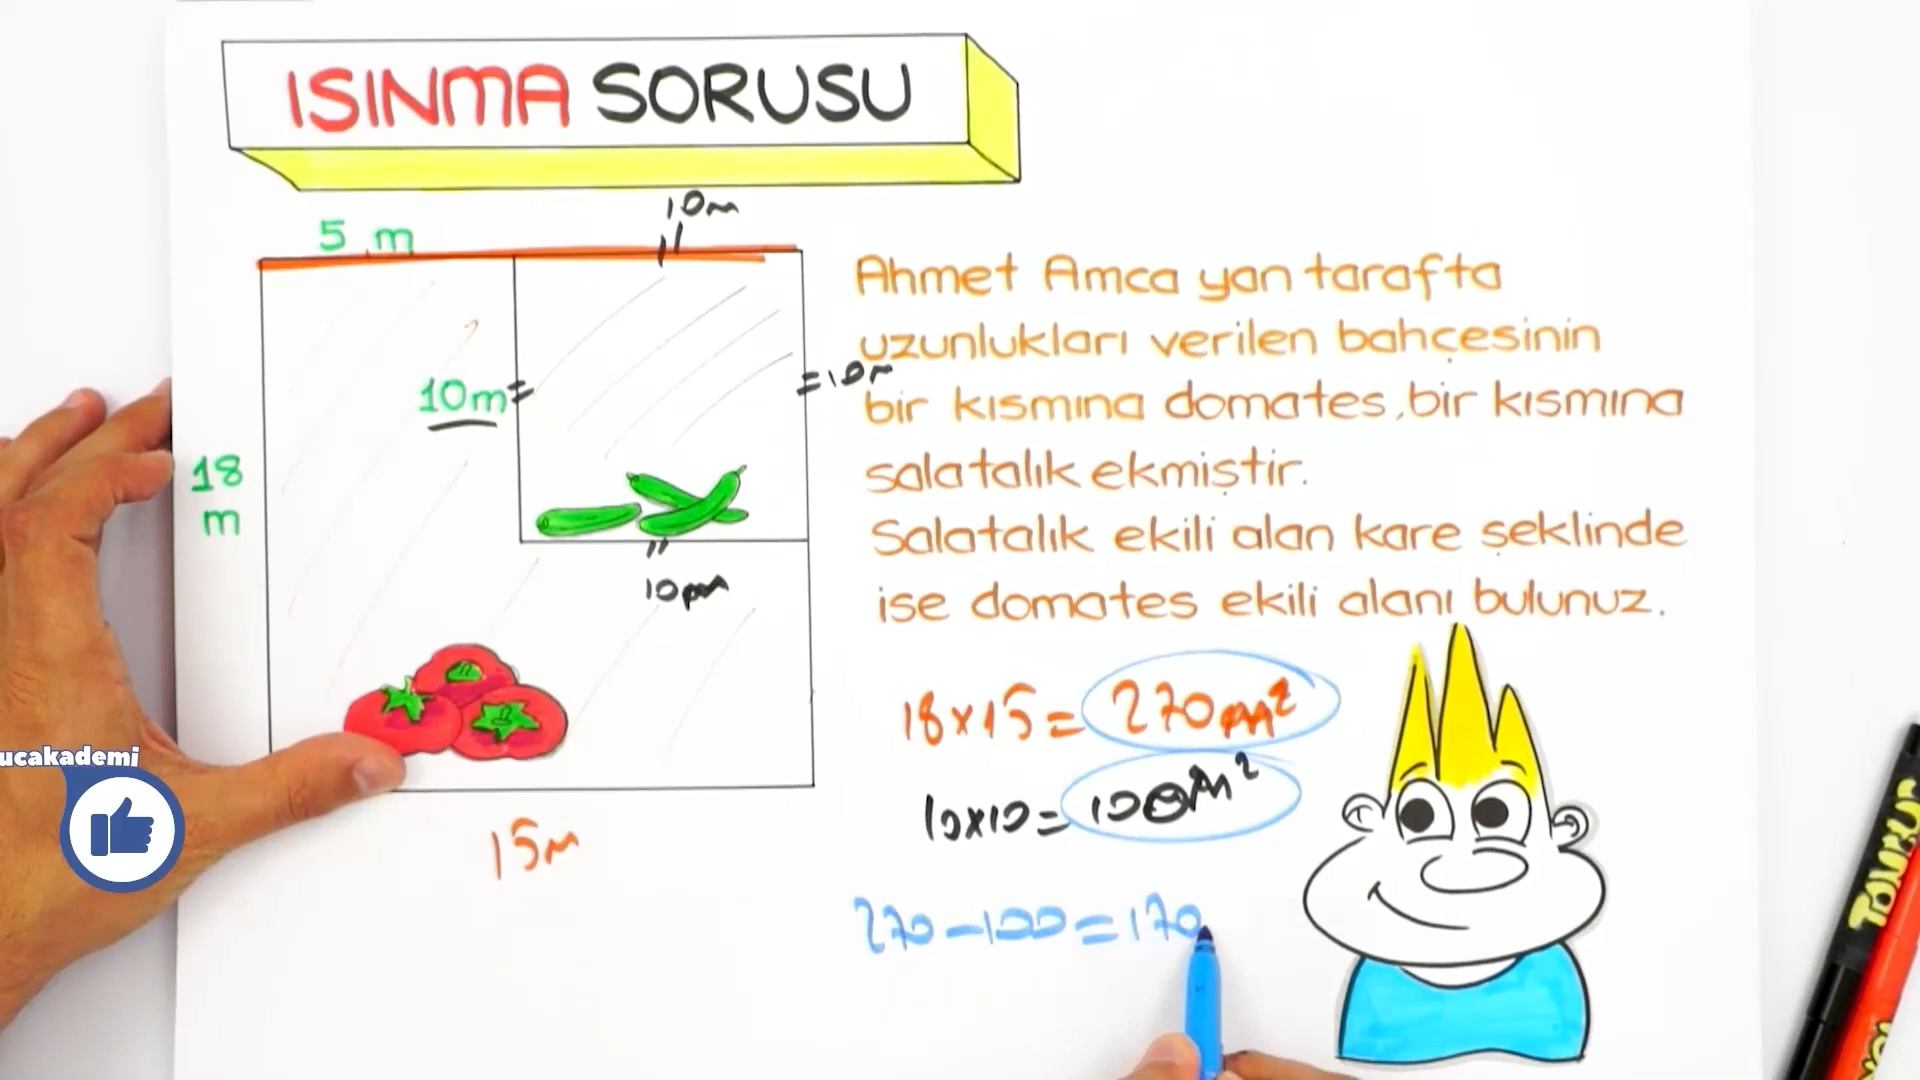 ISINMA SORUSU
10m
5 m
10m
=10m
18
m
10m
15m
Ahmet Amca yan tarafta
uzunlukları verilen bahçesinin
bir kısmına domates, bir kısmına
salatalık ekmiştir.
Salatalık ekili alan kare şeklinde
ise domates ekili alanı bulunuz.
18x15=270m²
10x10=100m²
270-100=170
ucakademi